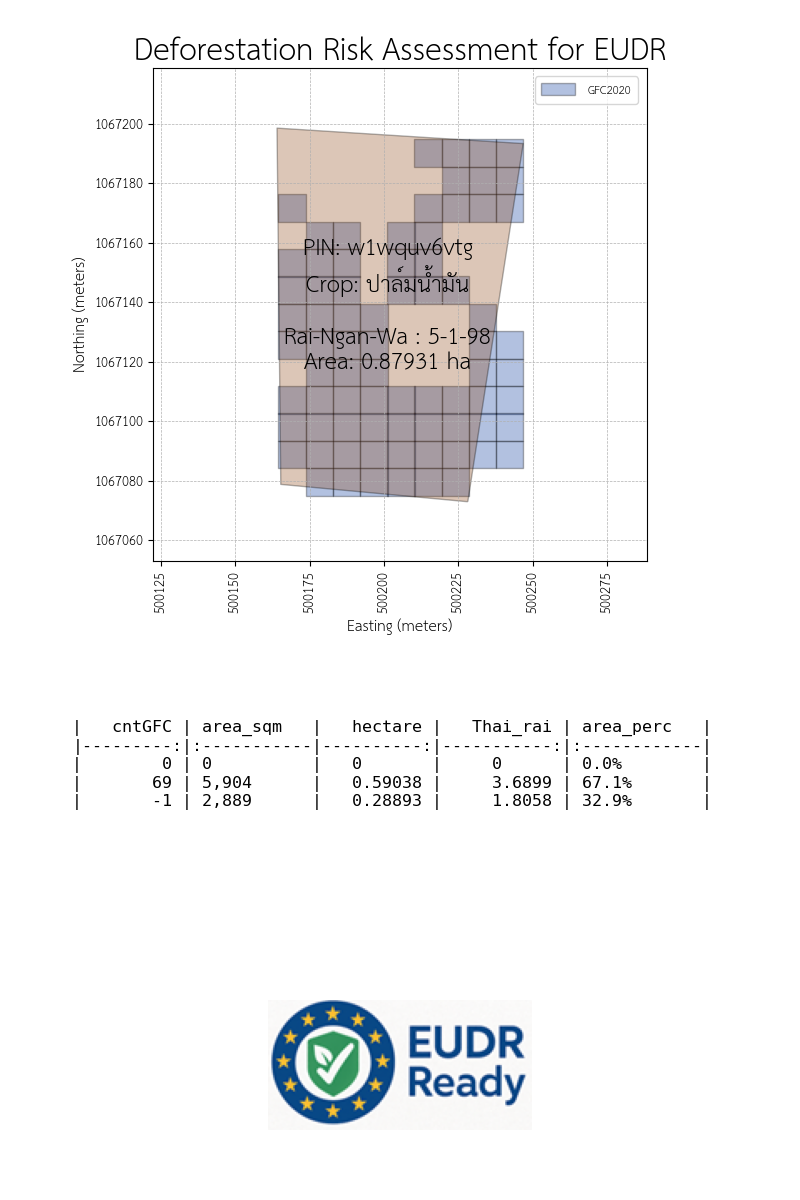 Deforestation Risk Assessment for EUDR
GFC2020
1067200
1067180
1067160
1067140
1067120
1067100
1067080
1067060
Northing (meters)
PIN: w1wquv6vtg
Crop: ปาล์มน้ำมัน
Rai-Ngan-Wa : 5-1-98
Area: 0.87931 ha
500125
500150
500175
500200
500225
500250
500275
Easting (meters)
|   cntGFC | area_sqm   |   hectare |   Thai_rai | area_perc   |
|---------:|:-----------|----------:|-----------:|:------------|
|        0 | 0          |   0       |     0      | 0.0%        |
|       69 | 5,904      |   0.59038 |     3.6899 | 67.1%       |
|       -1 | 2,889      |   0.28893 |     1.8058 | 32.9%       |
EUDR
Ready